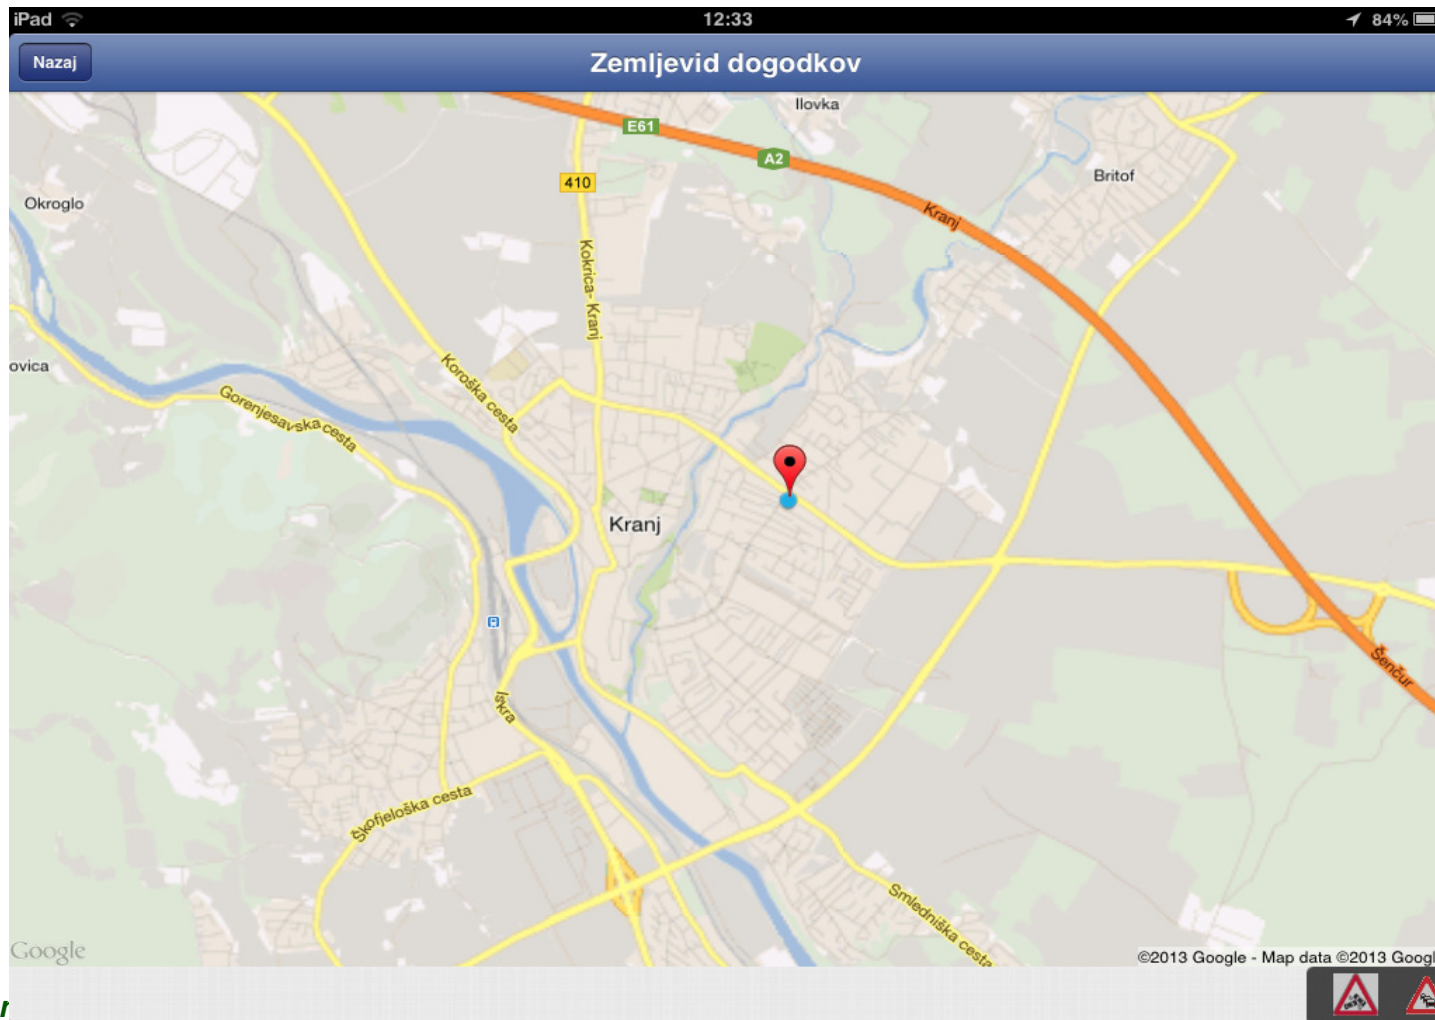 iPad 12:33 84%
Nazaj Zemljevid dogodkov
Ilovka
E61
A2
Britof
410
Okroglo
Kranj
Kokrica- Kranj
ovica
Koroška cesta
Gorenjesavska cesta
Kranj
Šenčur
Iskra
Škofjeloška cesta
Smledniška cesta
Google
©2013 Google - Map data ©2013 Googl